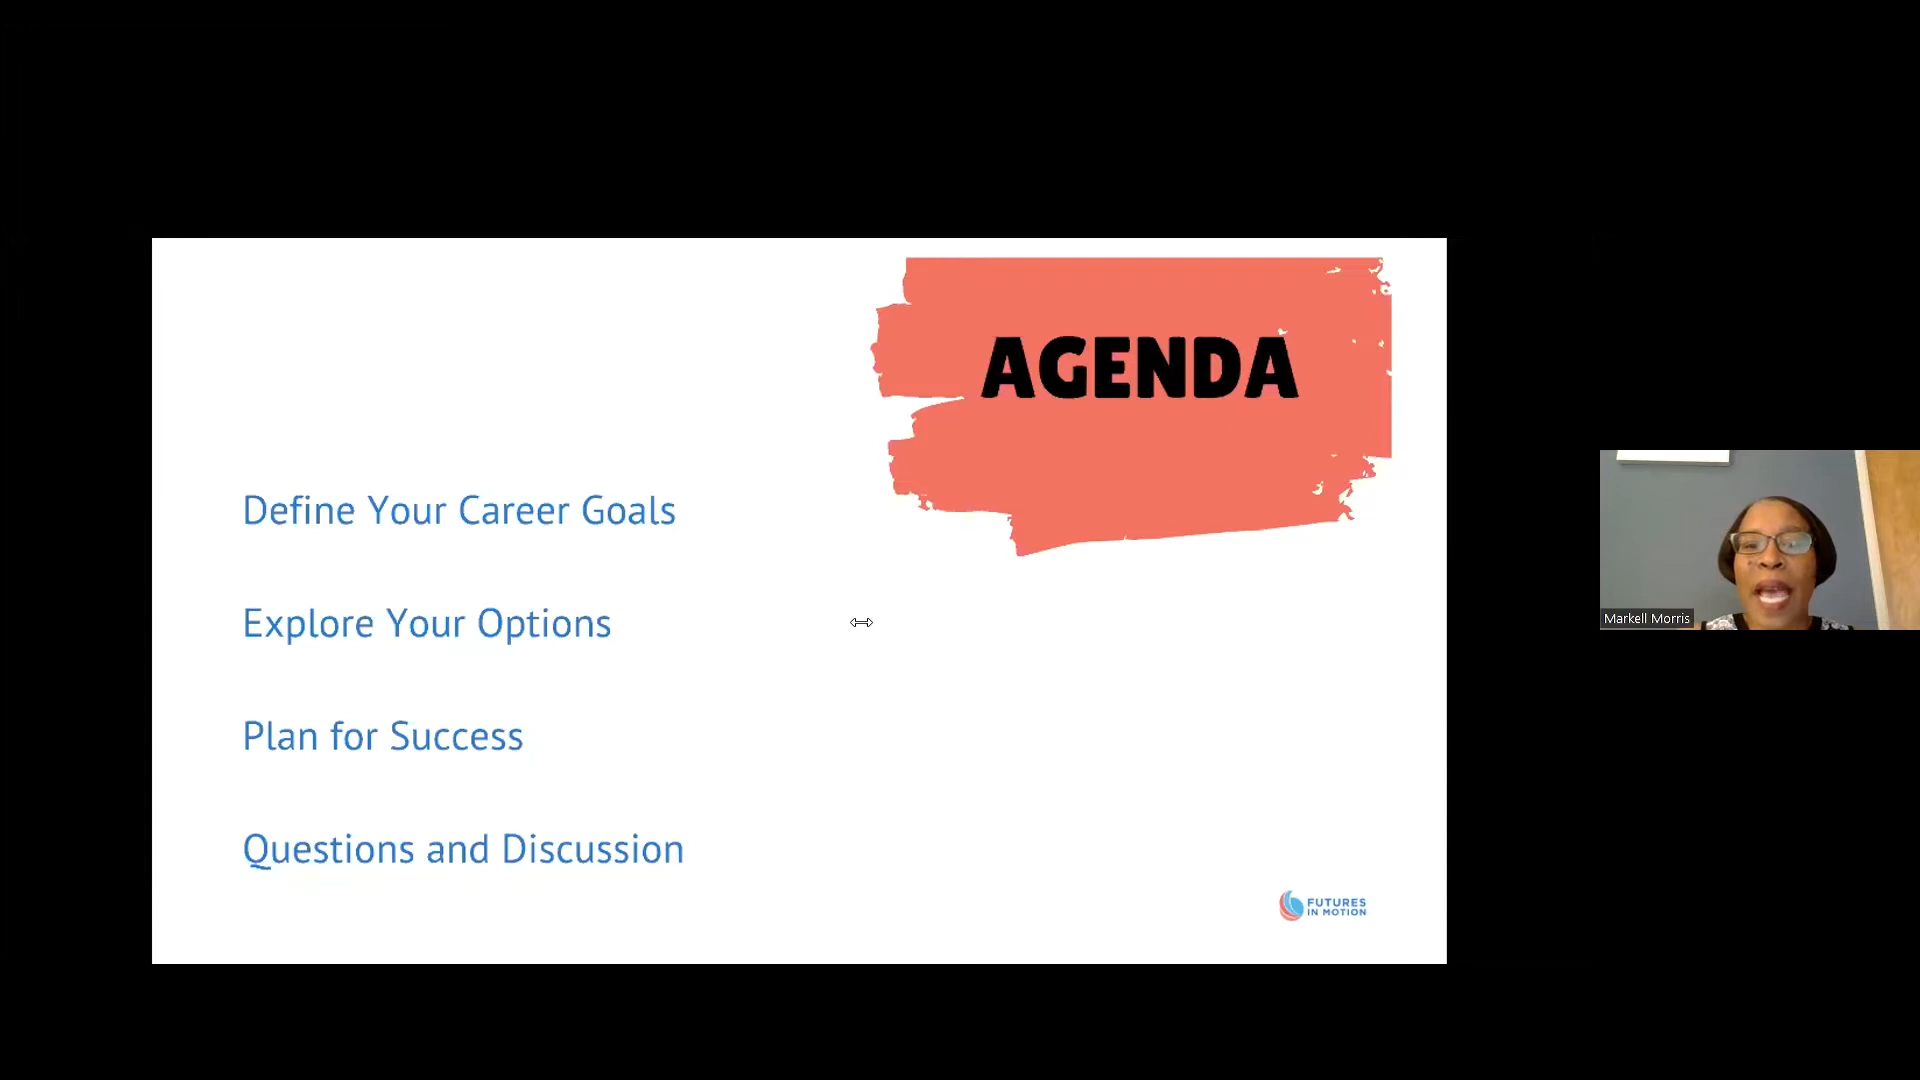 AGENDA
Define Your Career Goals
Explore Your Options
Plan for Success
Questions and Discussion
FUTURES
IN MOTION
Markell Morris